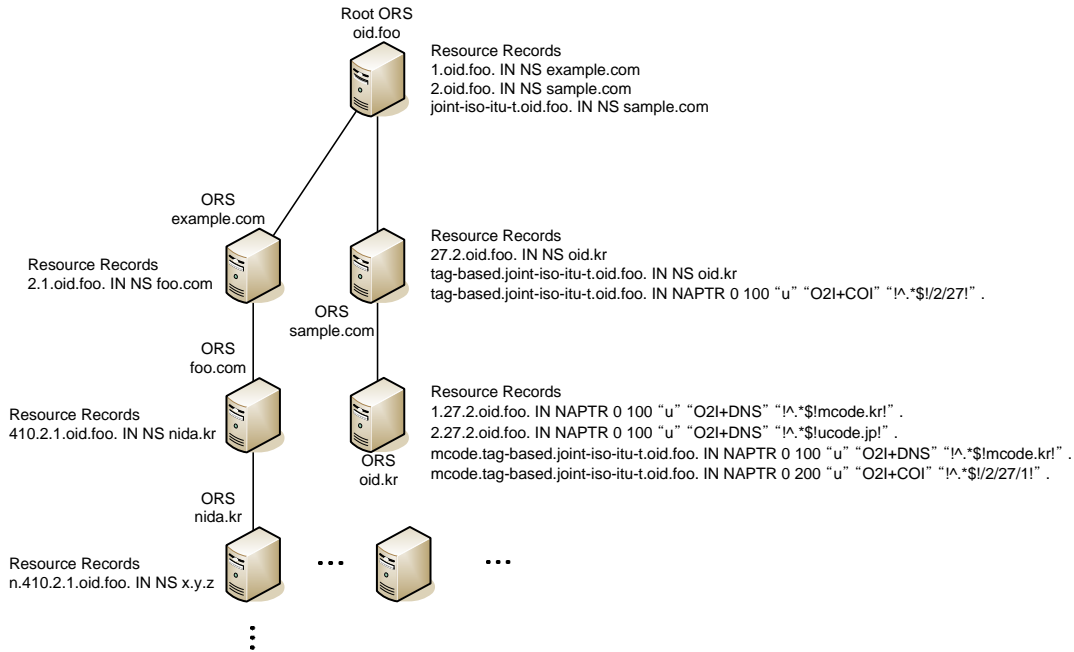 Root ORS
oid.foo
Resource Records
1.oid.foo. IN NS example.com
2.oid.foo. IN NS sample.com
joint-iso-itu-t.oid.foo. IN NS sample.com
ORS
example.com
Resource Records
2.1.oid.foo. IN NS foo.com
Resource Records
27.2.oid.foo. IN NS oid.kr
tag-based.joint-iso-itu-t.oid.foo. IN NS oid.kr
tag-based.joint-iso-itu-t.oid.foo. IN NAPTR 0 100 “u” “O2I+COI” “!^.*$!/2/27!” .
ORS
sample.com
ORS
foo.com
Resource Records
410.2.1.oid.foo. IN NS nida.kr
Resource Records
1.27.2.oid.foo. IN NAPTR 0 100 “u” “O2I+DNS” “!^.*$!mcode.kr!” .
2.27.2.oid.foo. IN NAPTR 0 100 “u” “O2I+DNS” “!^.*$!ucode.jp!” .
mcode.tag-based.joint-iso-itu-t.oid.foo. IN NAPTR 0 100 “u” “O2I+DNS” “!^.*$!mcode.kr!” .
mcode.tag-based.joint-iso-itu-t.oid.foo. IN NAPTR 0 200 “u” “O2I+COI” “!^.*$!/2/27/1!” .
ORS
oid.kr
ORS
nida.kr
Resource Records
n.410.2.1.oid.foo. IN NS x.y.z
... ...
⋮